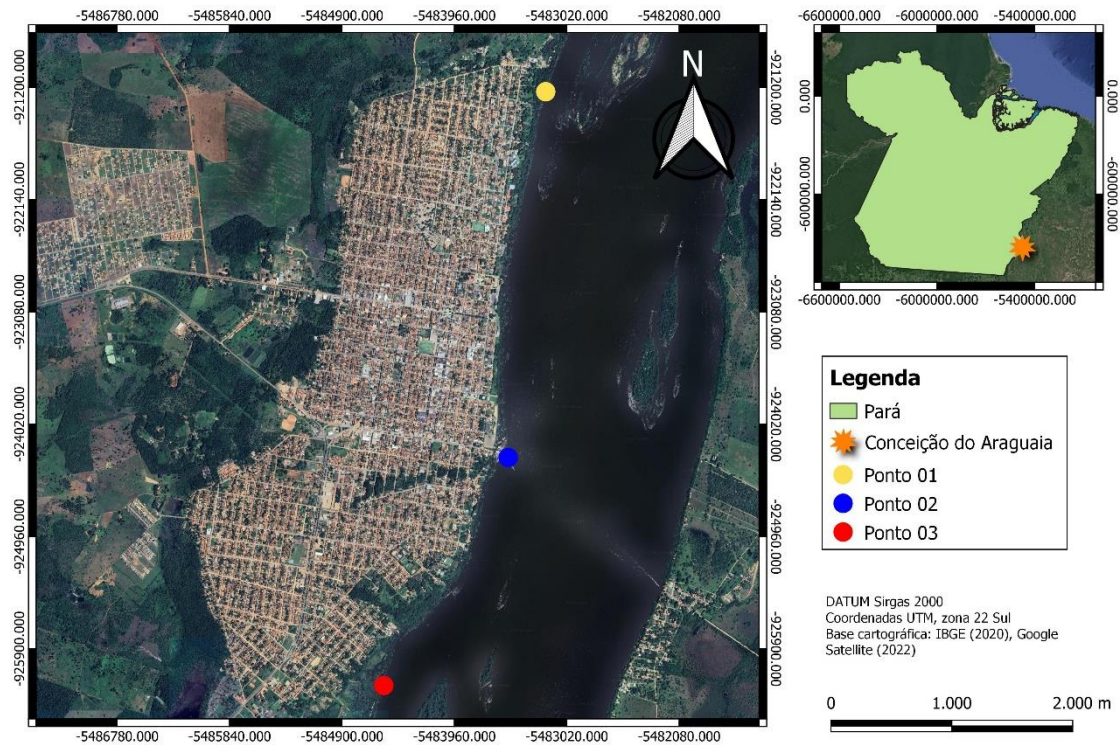 -5486780.000 -5485840.000 -5484900.000 -5483960.000 -5483020.000 -5482080.000
-921200.000
-922140.000
-923080.000
-924020.000
-924960.000
-925900.000
N
-921200.000
-922140.000
-923080.000
-924020.000
-924960.000
-925900.000
-5486780.000 -5485840.000 -5484900.000 -5483960.000 -5483020.000 -5482080.000
-6600000.000 -6000000.000 -5400000.000
0.000
-600000.000
0.000
-600000.000
-6600000.000 -6000000.000 -5400000.000
Legenda
Pará
Conceição do Araguaia
Ponto 01
Ponto 02
Ponto 03
DATUM Sirgas 2000
Coordenadas UTM, zona 22 Sul
Base cartográfica: IBGE (2020), Google
Satellite (2022)
0 1.000 2.000 m